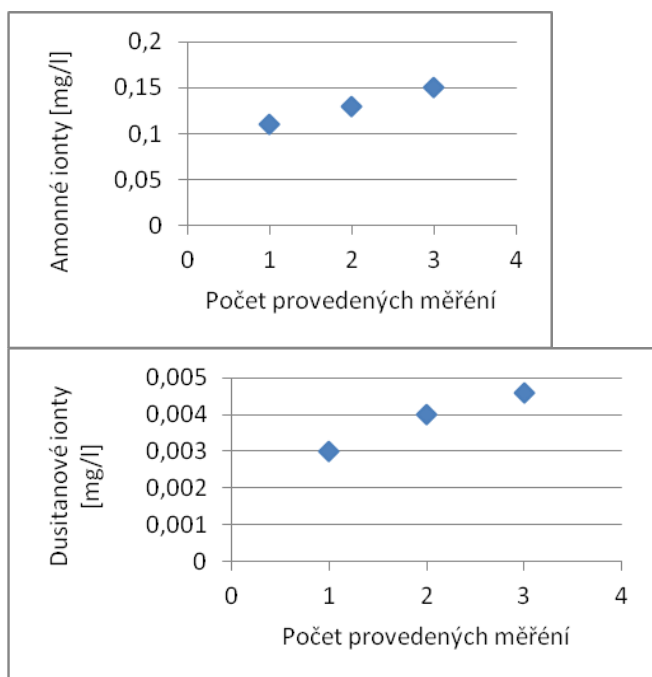 Amonné ionty [mg/l]
0,2
0,15
0,1
0,05
0
0 1 2 3 4
Počet provedených měření
Dusitanové ionty
[mg/l]
0,005
0,004
0,003
0,002
0,001
0
0 1 2 3 4
Počet provedených měření